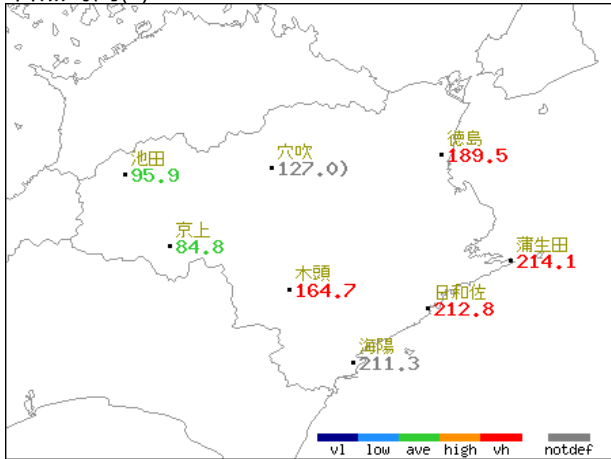 徳島
189.5
池田
95.9
穴吹
127.0)
京上
84.8
蒲生田
214.1
木頭
164.7
日和佐
212.8
海陽
211.3
vl low ave high vh notdef